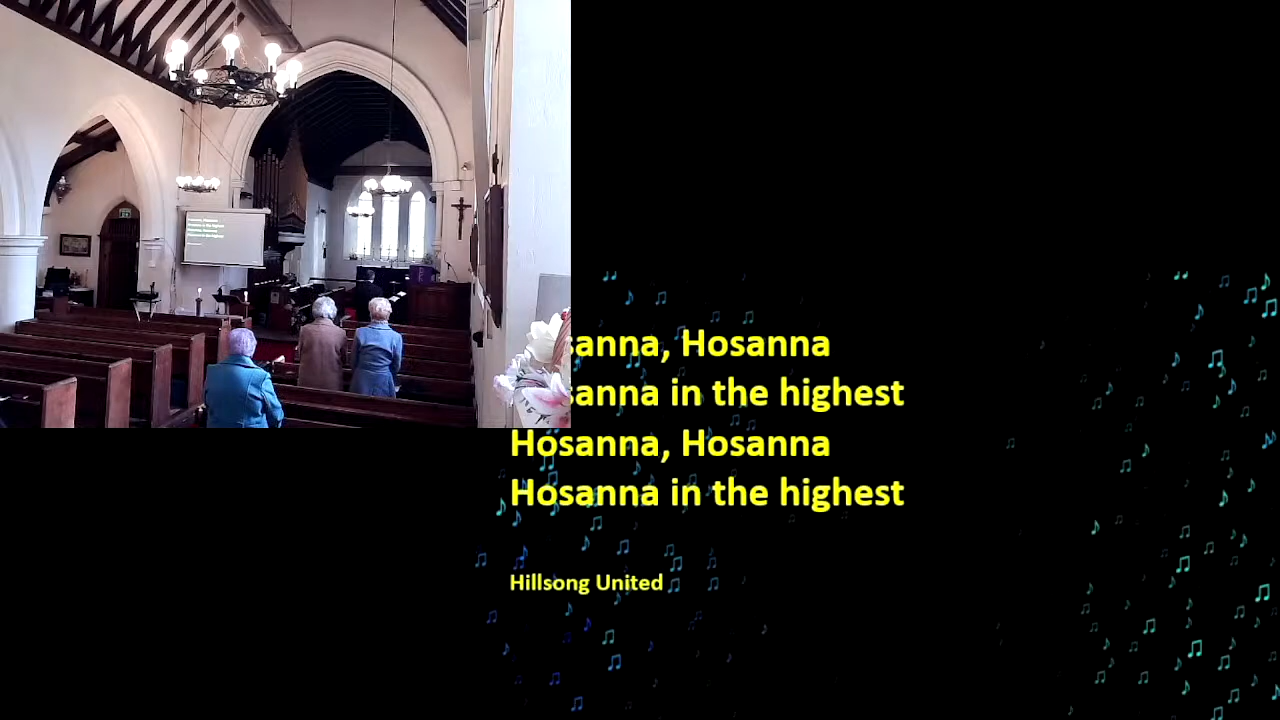 sanna, Hosanna
sanna in the highest
Hosanna, Hosanna
Hosanna in the highest
Hillsong United